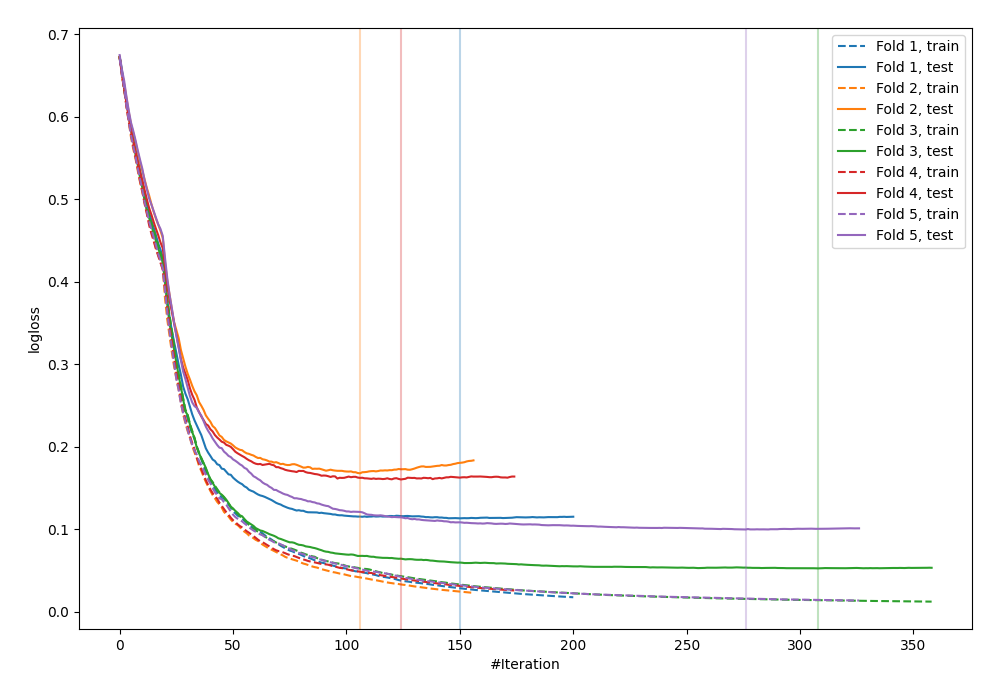 0.7
0.6
0.5
0.4
0.3
0.2
0.1
0.0
logloss
0
50
100
150
200
250
300
350
#Iteration
Fold 1, train
Fold 1, test
Fold 2, train
Fold 2, test
Fold 3, train
Fold 3, test
Fold 4, train
Fold 4, test
Fold 5, train
Fold 5, test